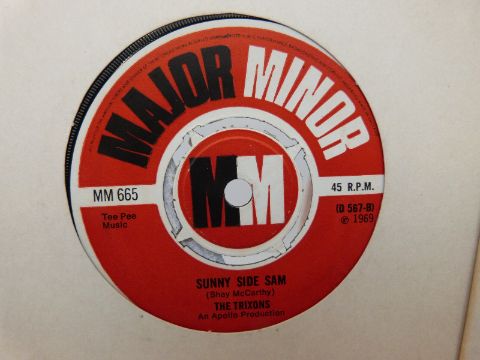 MAJOR MINOR
MM
MM 665
45 R.P.M.
Tee Pee
Music
(D 567-B)
℗ 1969
SUNNY SIDE SAM
(Shay McCarthy)
THE TRIXONS
An Apollo Production